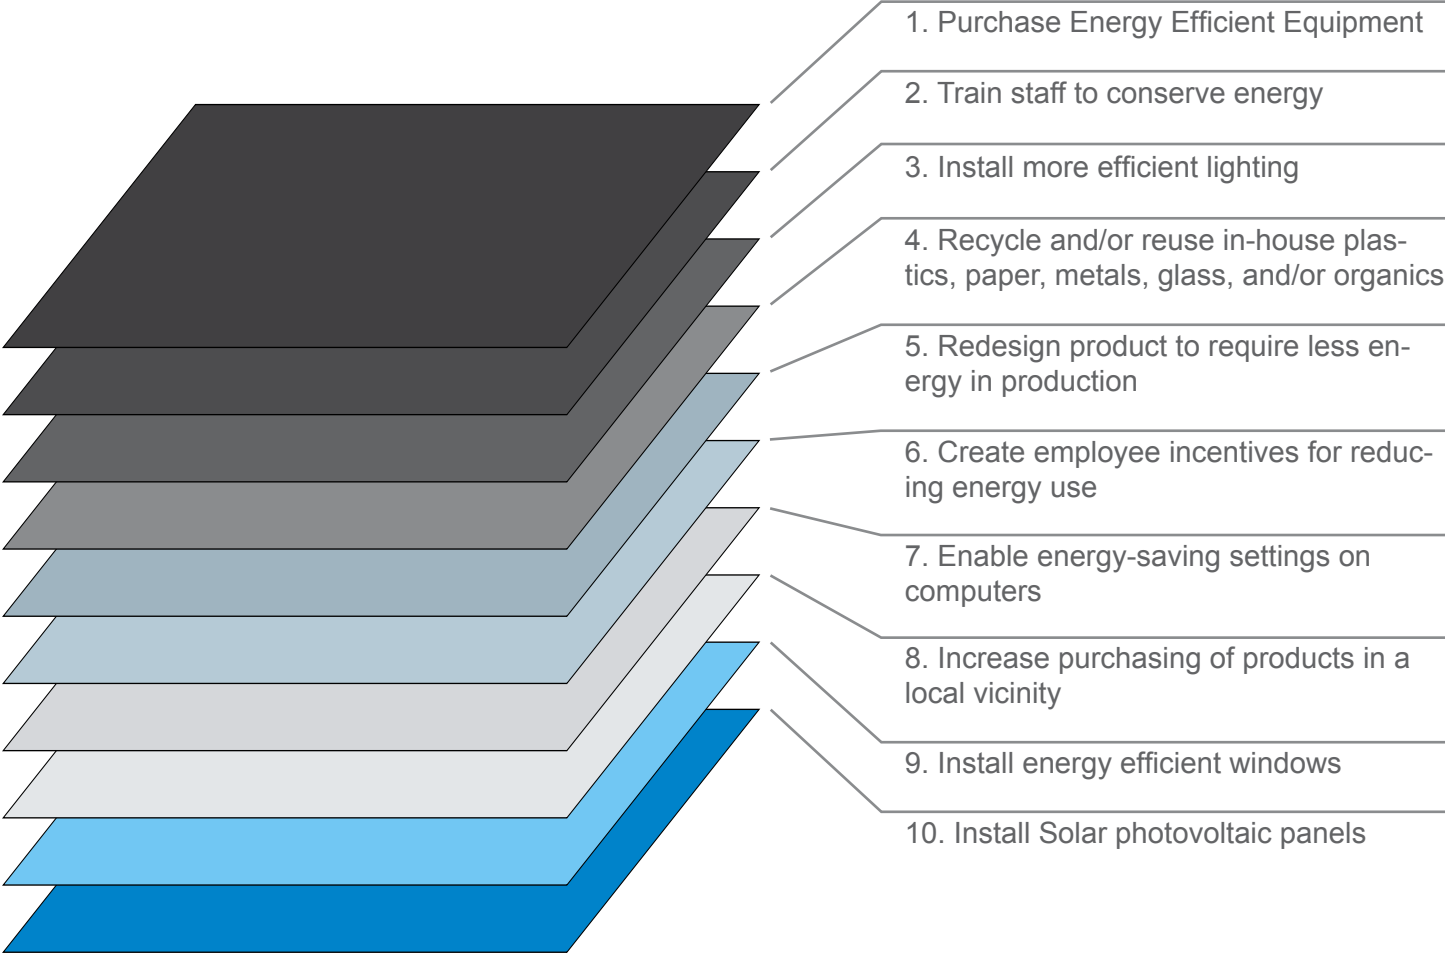 1. Purchase Energy Efficient Equipment
2. Train staff to conserve energy
3. Install more efficient lighting
4. Recycle and/or reuse in-house plas-
tics, paper, metals, glass, and/or organics
5. Redesign product to require less en-
ergy in production
6. Create employee incentives for reduc-
ing energy use
7. Enable energy-saving settings on
computers
8. Increase purchasing of products in a
local vicinity
9. Install energy efficient windows
10. Install Solar photovoltaic panels